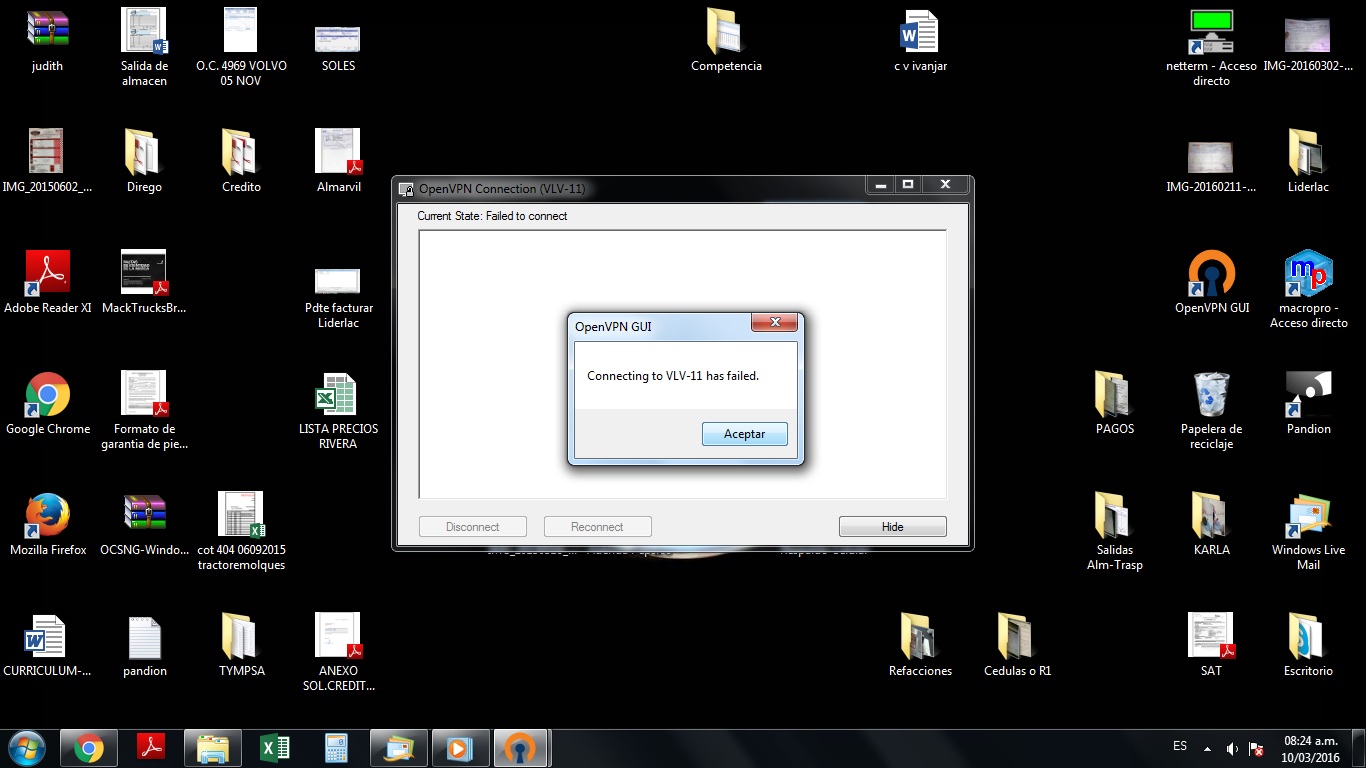 judith
Salida de
almacen
O.C. 4969 VOLVO
05 NOV
SOLES
Competencia
c v ivanjar
netterm - Acceso
directo
IMG-20160302-...
IMG_20150602_...
Dirego
Credito
Almarvil
IMG-20160211-...
Liderlac
OpenVPN Connection (VLV-11)
Current State: Failed to connect
Adobe Reader XI
MackTrucksBr...
Pdte facturar
Liderlac
OpenVPN GUI
macropro -
Acceso directo
OpenVPN GUI
Connecting to VLV-11 has failed.
Aceptar
Google Chrome
Formato de
garantia de pie...
LISTA PRECIOS
RIVERA
PAGOS
Papelera de
reciclaje
Pandion
Disconnect
Reconnect
Hide
Mozilla Firefox
OCSNG-Windo...
cot 404 06092015
tractoremolques
Salidas
Alm-Trasp
KARLA
Windows Live
Mail
CURRICULUM-...
pandion
TYMPSA
ANEXO
SOL.CREDIT...
Refacciones
Cedulas o R1
SAT
Escritorio
ES
08:24 a.m.
10/03/2016